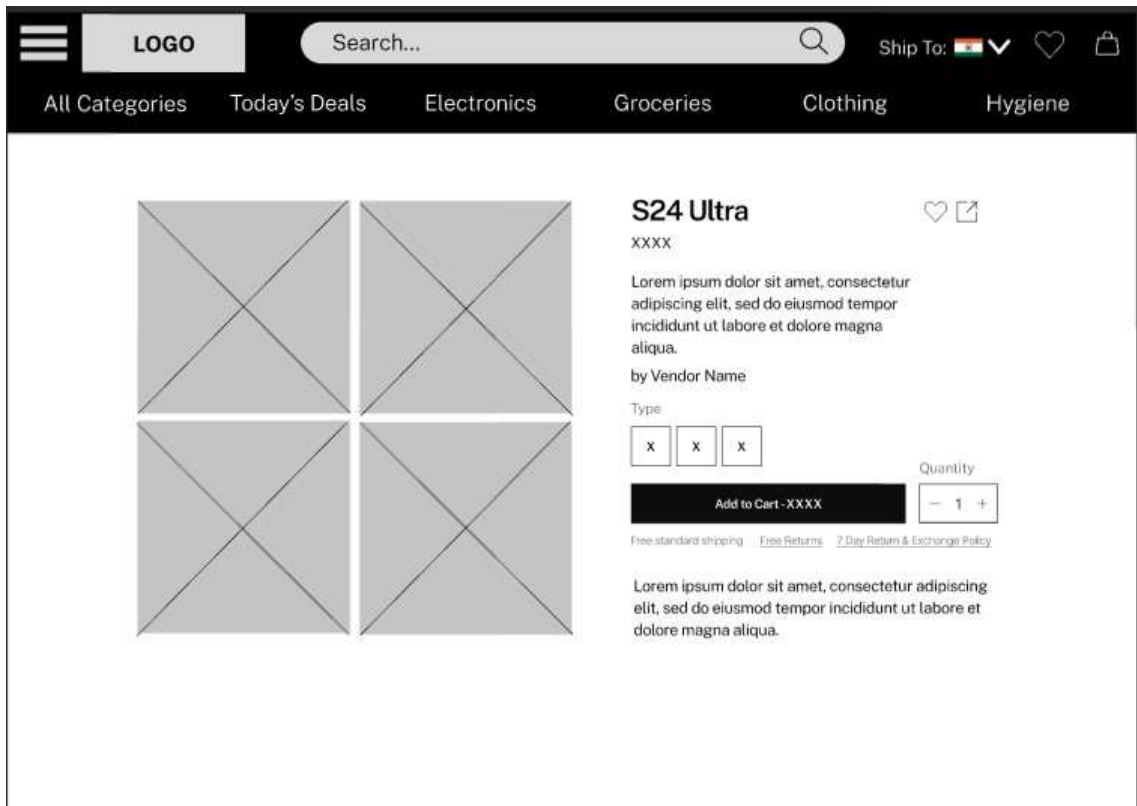 LOGO
Search...
Ship To:
All Categories
Today's Deals
Electronics
Groceries
Clothing
Hygiene
S24 Ultra
XXXX
Lorem ipsum dolor sit amet, consectetur
adipiscing elit, sed do eiusmod tempor
incididunt ut labore et dolore magna
aliqua.
by Vendor Name
Type
X X X
Quantity
Add to Cart - XXXX
− 1 +
Free standard shipping Free Returns 7 Day Return & Exchange Policy
Lorem ipsum dolor sit amet, consectetur adipiscing
elit, sed do eiusmod tempor incididunt ut labore et
dolore magna aliqua.